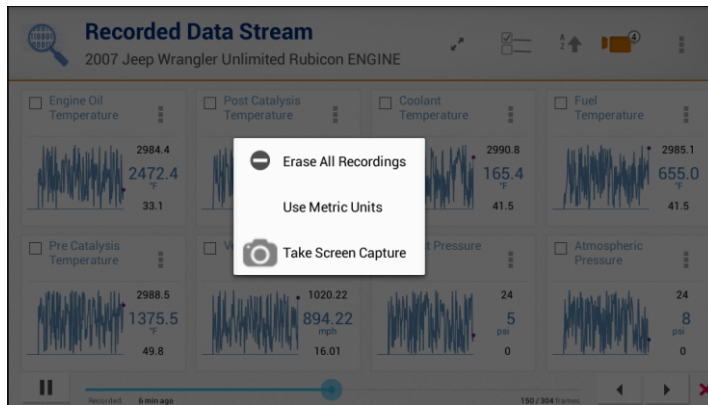 Recorded Data Stream
2007 Jeep Wrangler Unlimited Rubicon ENGINE
4
Engine Oil
Temperature
2984.4
2472.4
°F
33.1
Post Catalysis
Temperature
Coolant
Temperature
2990.8
165.4
°F
41.5
Fuel
Temperature
2985.1
655.0
°F
41.5
Erase All Recordings
Use Metric Units
Take Screen Capture
Pre Catalysis
Temperature
2988.5
1375.5
°F
49.8
1020.22
894.22
mph
16.01
Pressure
24
5
psi
0
Atmospheric
Pressure
24
8
psi
0
Recorded: 6 min ago
150 / 304 frames